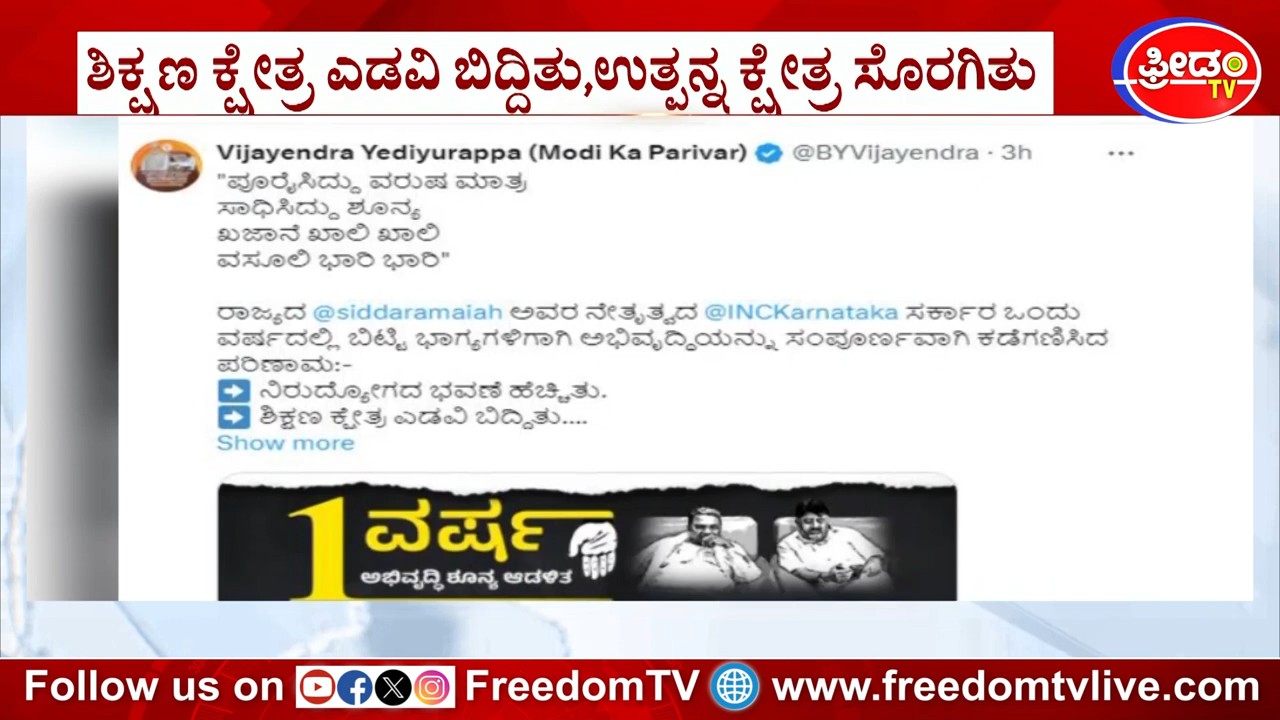 ಶಿಕ್ಷಣ ಕ್ಷೇತ್ರ ಎಡವಿ ಬಿದ್ದಿತು,ಉತ್ಪನ್ನ ಕ್ಷೇತ್ರ ಸೊರಗಿತು
ಫ್ರೀಡಂ
TV
Vijayendra Yediyurappa (Modi Ka Parivar) @BYVijayendra · 3h ...
"ಪೂರೈಸಿದ್ದು ವರುಷ ಮಾತ್ರ
ಸಾಧಿಸಿದ್ದು ಶೂನ್ಯ
ಖಜಾನೆ ಖಾಲಿ ಖಾಲಿ
ವಸೂಲಿ ಭಾರಿ ಭಾರಿ"
ರಾಜ್ಯದ @siddaramaiah ಅವರ ನೇತೃತ್ವದ @INCKarnataka ಸರ್ಕಾರ ಒಂದು
ವರ್ಷದಲ್ಲಿ ಬಿಟ್ಟಿ ಭಾಗ್ಯಗಳಿಗಾಗಿ ಅಭಿವೃದ್ಧಿಯನ್ನು ಸಂಪೂರ್ಣವಾಗಿ ಕಡೆಗಣಿಸಿದ
ಪರಿಣಾಮ:-
➡ ನಿರುದ್ಯೋಗದ ಭವಣೆ ಹೆಚ್ಚಿತು.
➡ ಶಿಕ್ಷಣ ಕ್ಷೇತ್ರ ಎಡವಿ ಬಿದ್ದಿತು....
Show more
1 ವರ್ಷ
ಅಭಿವೃದ್ಧಿ ಶೂನ್ಯ ಆಡಳಿತ
Follow us on FreedomTV www.freedomtvlive.com